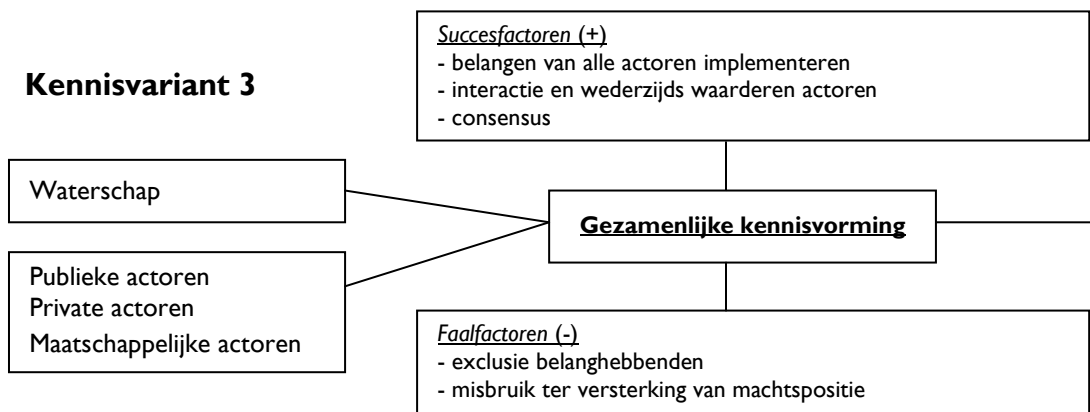 Kennisvariant 3
Succesfactoren (+)
- belangen van alle actoren implementeren
- interactie en wederzijds waarderen actoren
- consensus
Waterschap
Publieke actoren
Private actoren
Maatschappelijke actoren
Gezamenlijke kennisvorming
Faalfactoren (-)
- exclusie belanghebbenden
- misbruik ter versterking van machtspositie